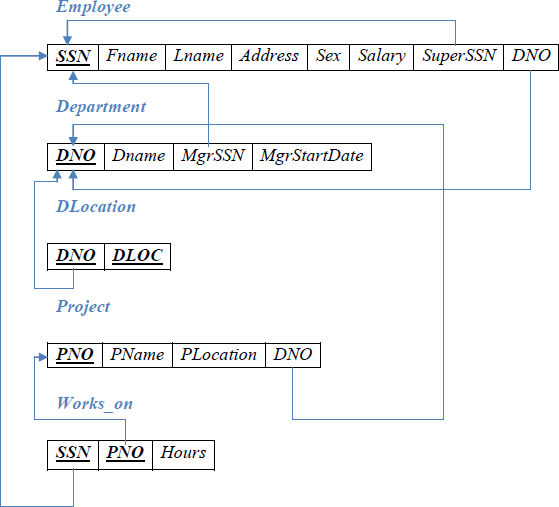 Employee
SSN Fname Lname Address Sex Salary SuperSSN DNO
Department
DNO Dname MgrSSN MgrStartDate
DLocation
DNO DLOC
Project
PNO PName PLocation DNO
Works_on
SSN PNO Hours